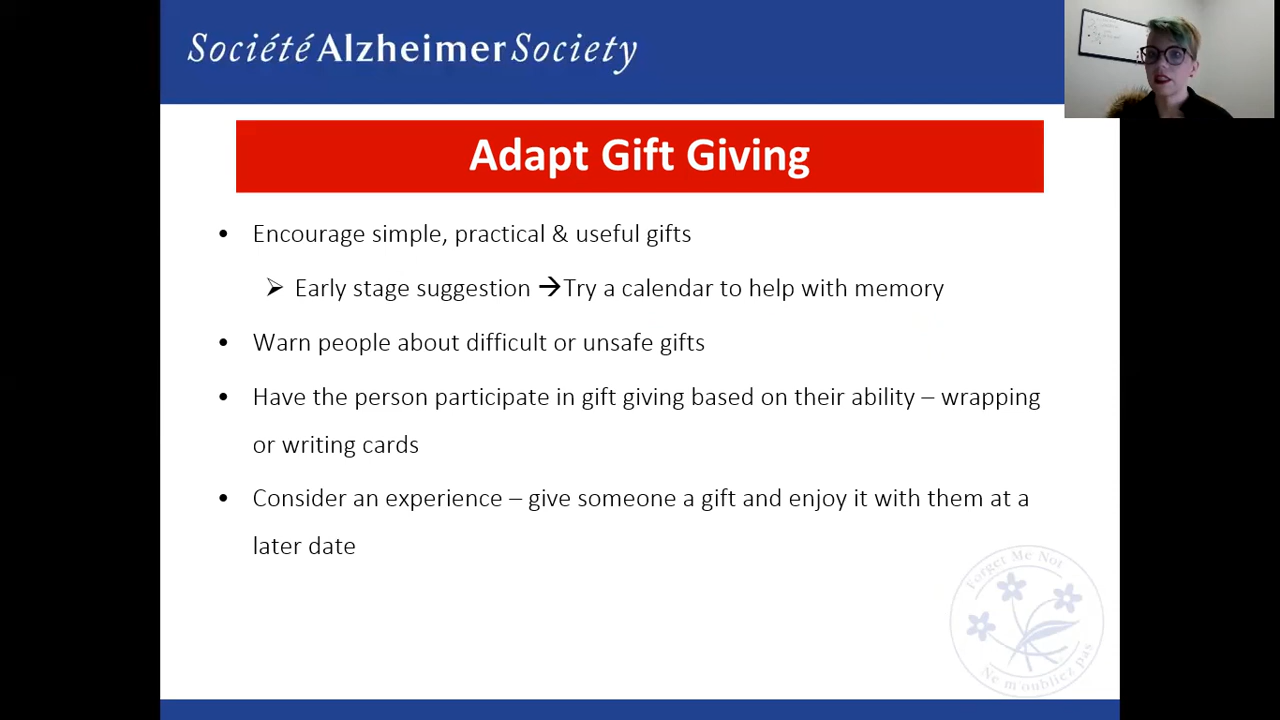 Société Alzheimer Society
Adapt Gift Giving
• Encourage simple, practical & useful gifts
➢ Early stage suggestion →Try a calendar to help with memory
• Warn people about difficult or unsafe gifts
• Have the person participate in gift giving based on their ability – wrapping
or writing cards
• Consider an experience – give someone a gift and enjoy it with them at a
later date
Forget Me Not
Ne m'oubliez pas